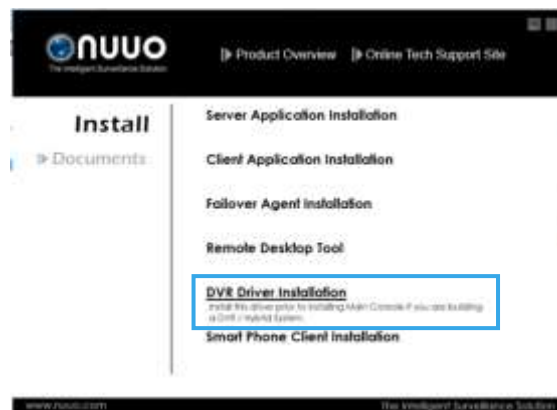 nuuo
The Intelligent Surveillance Solution
Product Overview
Online Tech Support Site
Install
Documents
Server Application Installation
Client Application Installation
Failover Agent Installation
Remote Desktop Tool
DVR Driver Installation
Install this driver prior to installing Main Console if you are building
a DVR / Hybrid System.
Smart Phone Client Installation
www.nuuo.com
The Intelligent Surveillance Solution